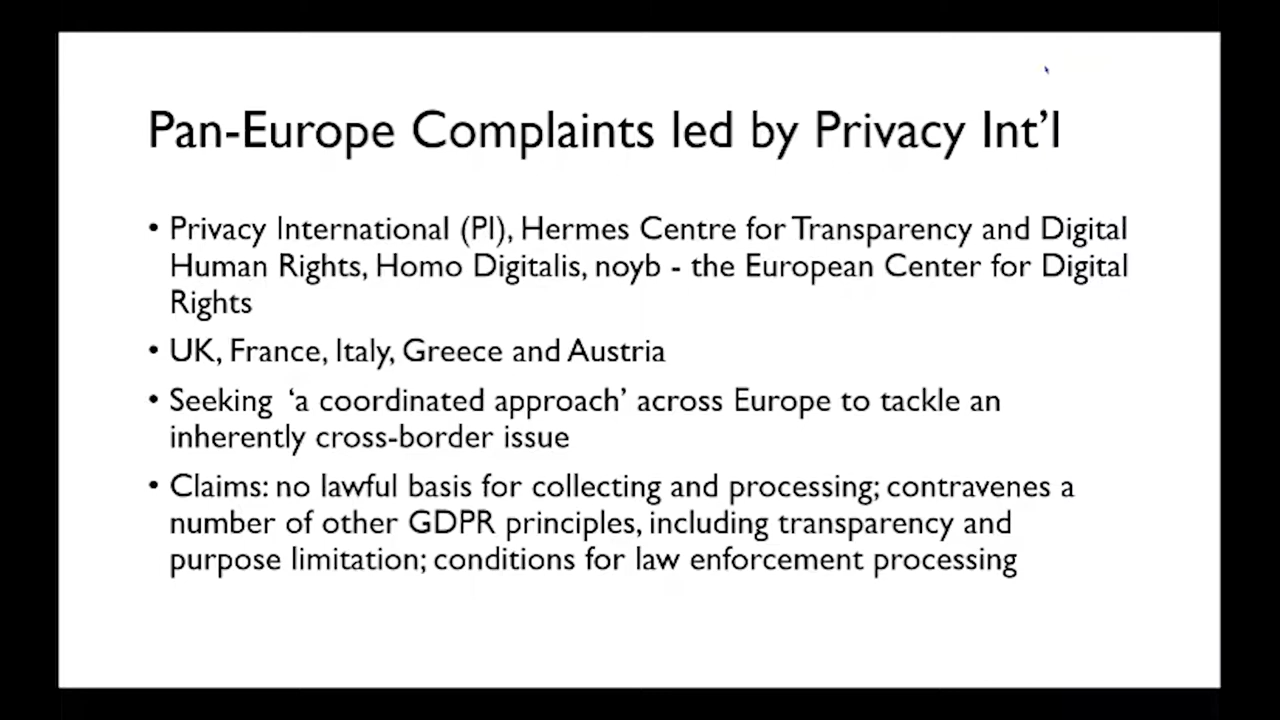 Pan-Europe Complaints led by Privacy Int’l
• Privacy International (PI), Hermes Centre for Transparency and Digital
Human Rights, Homo Digitalis, noyb - the European Center for Digital
Rights
• UK, France, Italy, Greece and Austria
• Seeking ‘a coordinated approach’ across Europe to tackle an
inherently cross-border issue
• Claims: no lawful basis for collecting and processing; contravenes a
number of other GDPR principles, including transparency and
purpose limitation; conditions for law enforcement processing